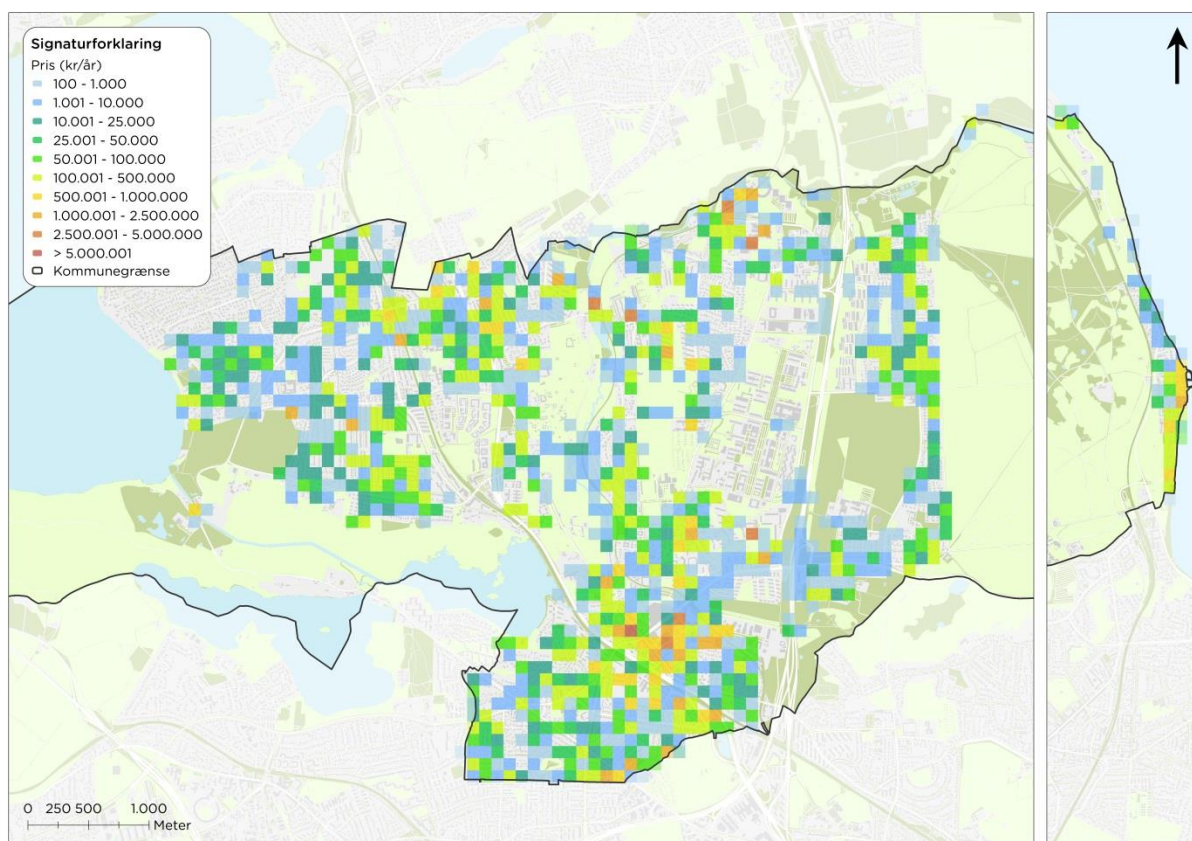 Signaturforklaring
Pris (kr/år)
100 - 1.000
1.001 - 10.000
10.001 - 25.000
25.001 - 50.000
50.001 - 100.000
100.001 - 500.000
500.001 - 1.000.000
1.000.001 - 2.500.000
2.500.001 - 5.000.000
> 5.000.001
Kommunegrænse
0 250 500 1.000
Meter